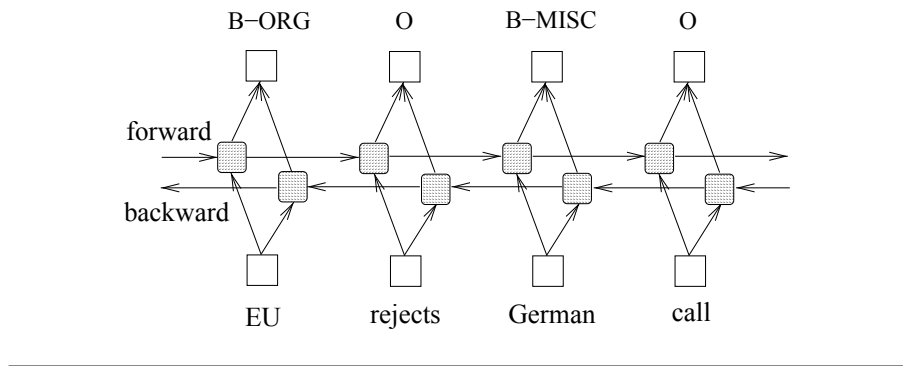 B−ORG O B−MISC O
forward
backward
EU rejects German call